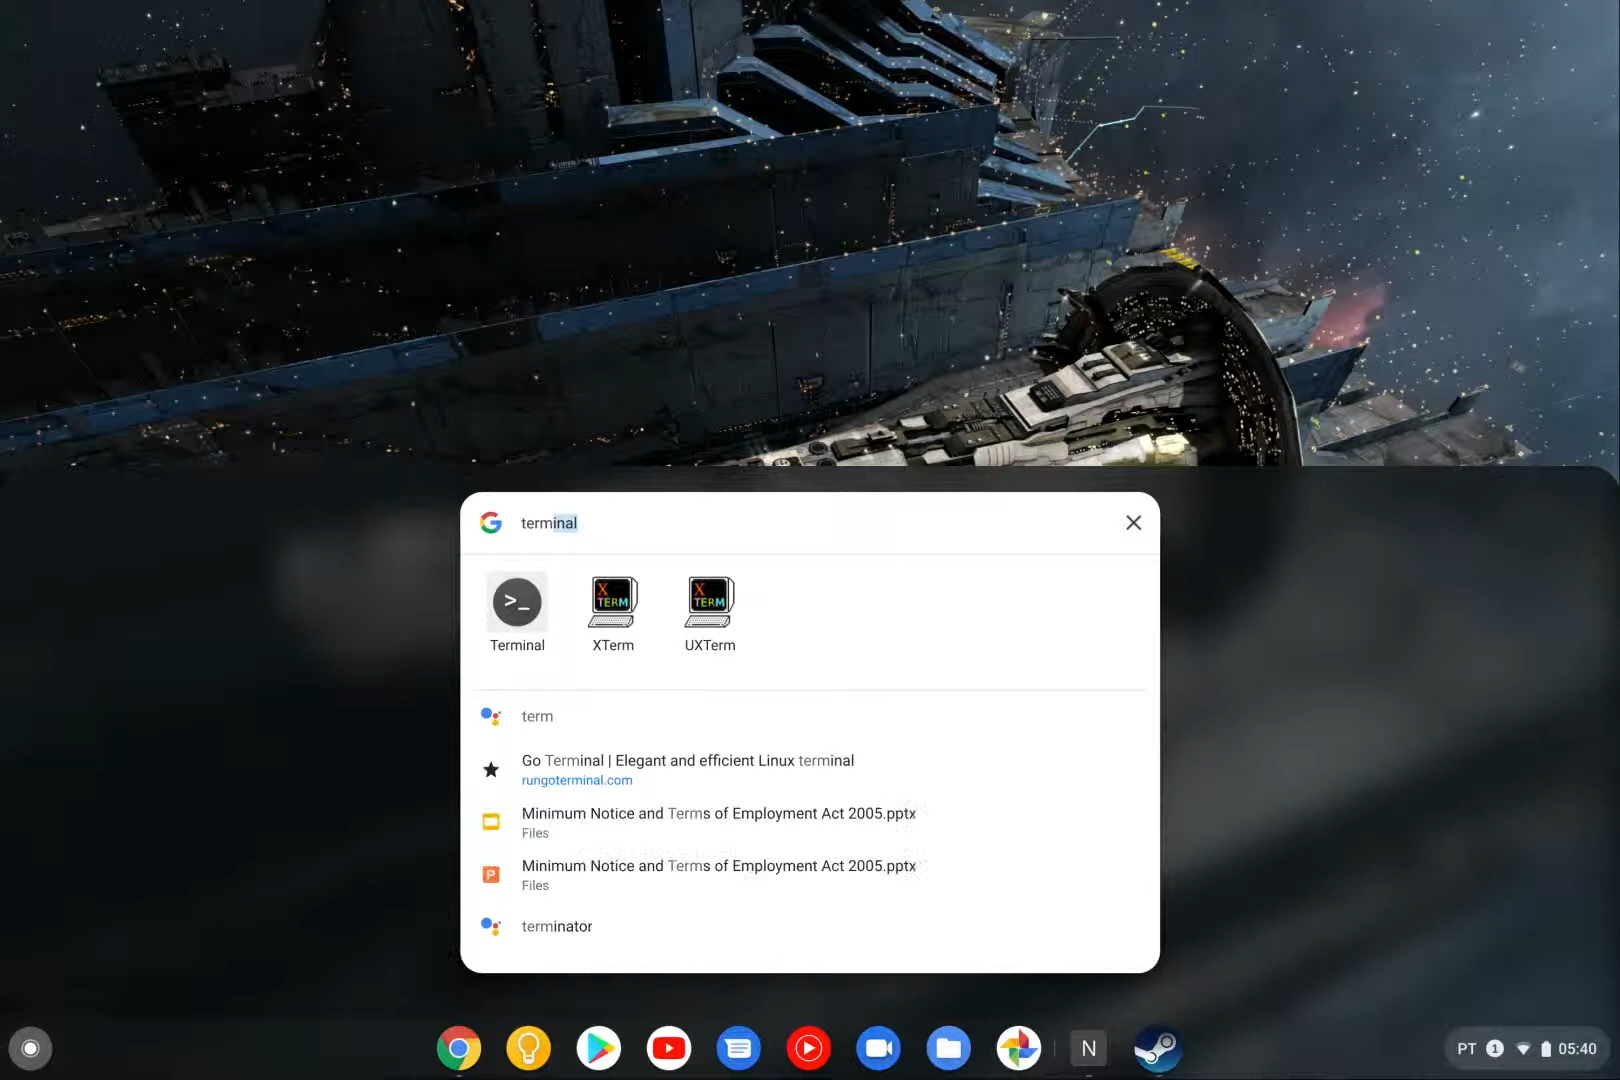 terminal
>_
X TERM
X TERM
Terminal
XTerm
UXTerm
term
Go Terminal | Elegant and efficient Linux terminal
rungoterminal.com
Minimum Notice and Terms of Employment Act 2005.pptx
Files
P
Minimum Notice and Terms of Employment Act 2005.pptx
Files
terminator
N
PT 1 05:40